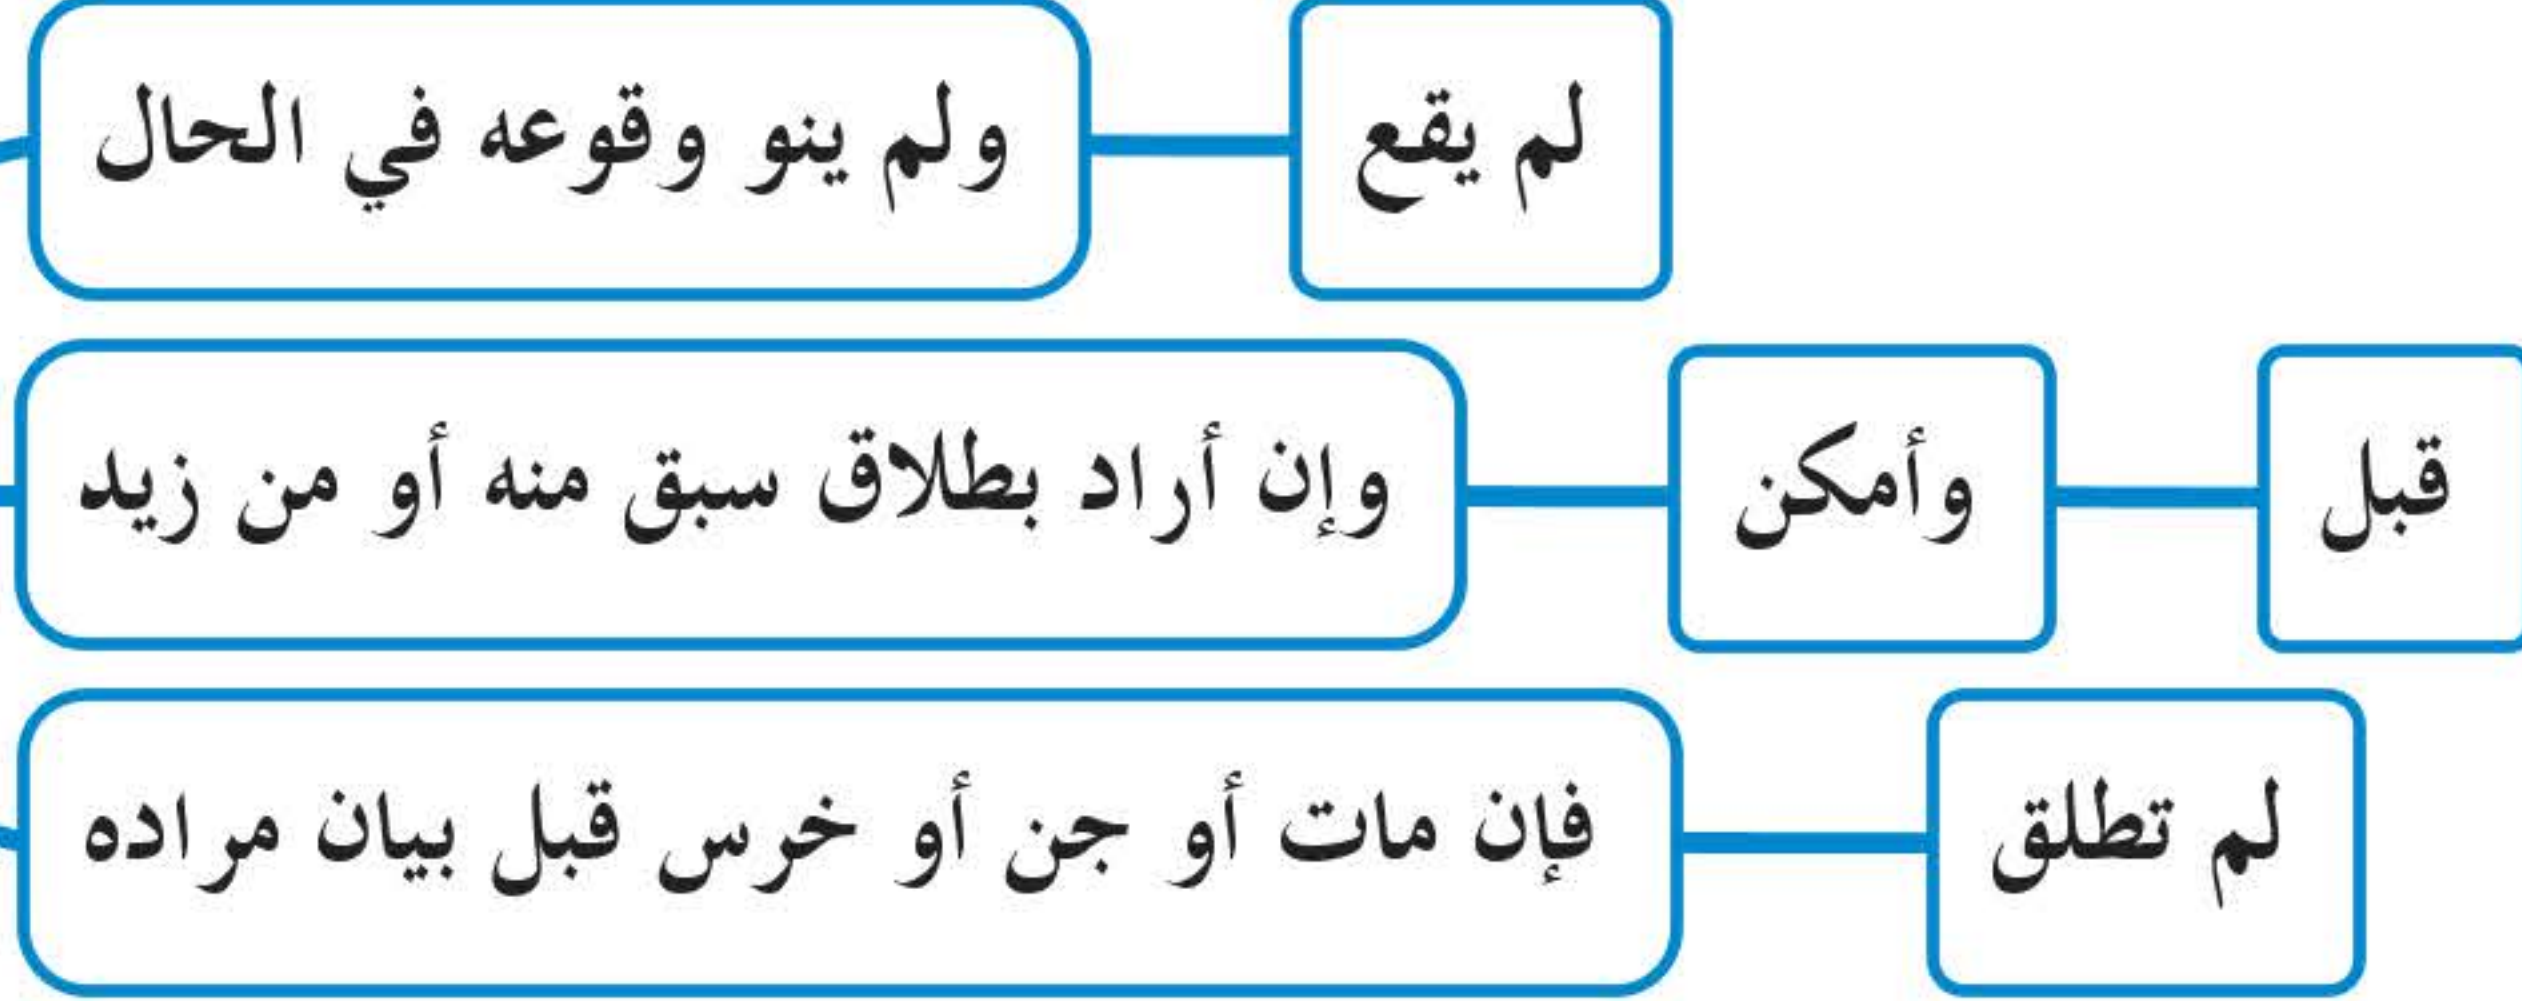 ولم ينو وقوعه في الحال
لم يقع
وإن أراد بطلاق سبق منه أو من زيد
وأمكن
قبل
فإن مات أو جن أو خرس قبل بيان مراده
لم تطلق